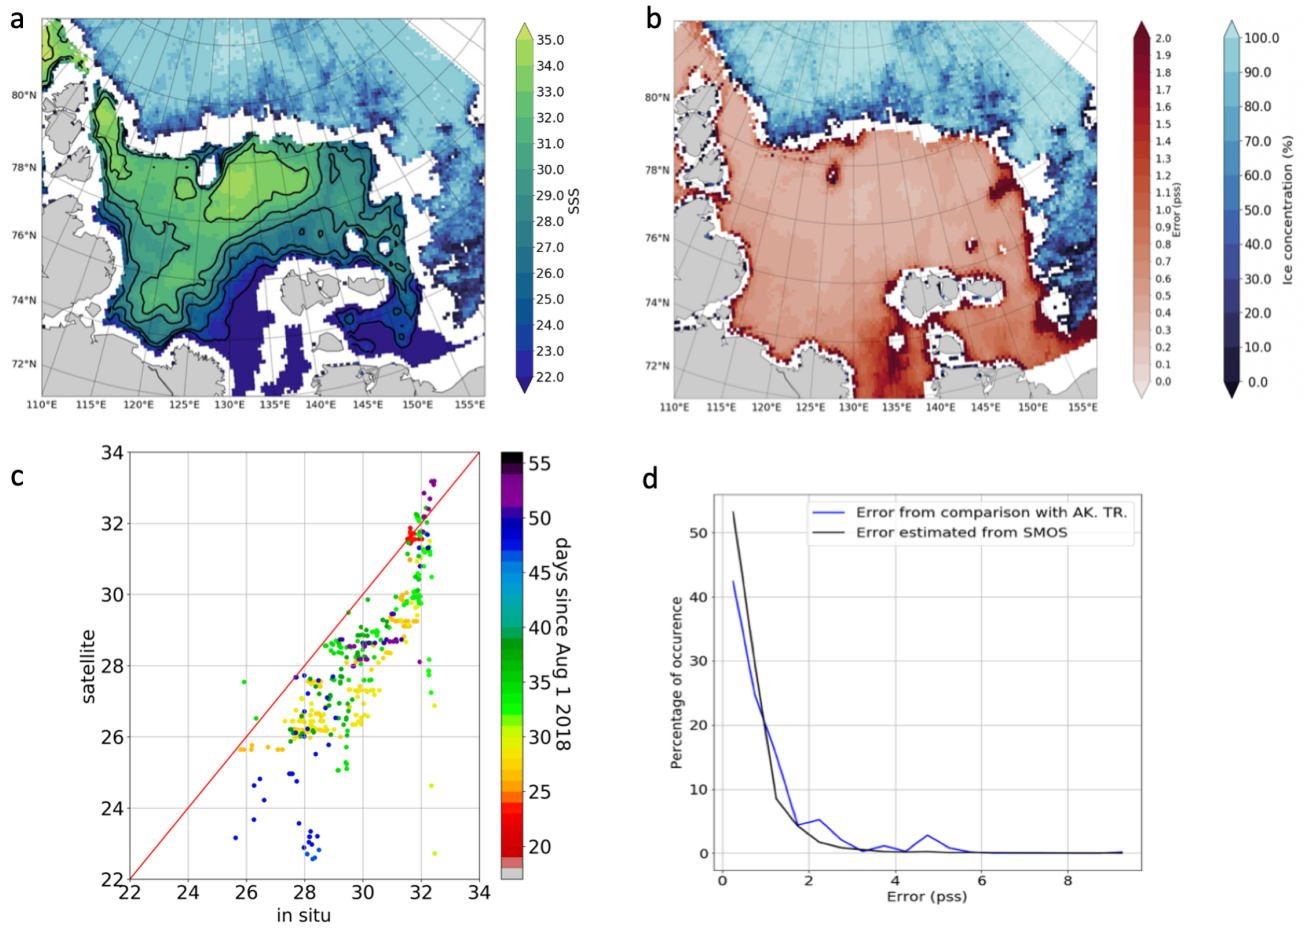 a
80°N
78°N
76°N
74°N
72°N
110°E 115°E 120°E 125°E 130°E 135°E 140°E 145°E 150°E 155°E
35.0
34.0
33.0
32.0
31.0
30.0
29.0
28.0
27.0
26.0
25.0
24.0
23.0
22.0
SSS
b
80°N
78°N
76°N
74°N
72°N
110°E 115°E 120°E 125°E 130°E 135°E 140°E 145°E 150°E 155°E
2.0
1.9
1.8
1.7
1.6
1.5
1.4
1.3
1.2
1.1
1.0
0.9
0.8
0.7
0.6
0.5
0.4
0.3
0.2
0.1
0.0
Error (pss)
100.0
90.0
80.0
70.0
60.0
50.0
40.0
30.0
20.0
10.0
0.0
Ice concentration (%)
c
34
32
30
28
26
24
22
satellite
22 24 26 28 30 32 34
in situ
55
50
45
40
35
30
25
20
days since Aug 1 2018
d
Error from comparison with AK. TR.
Error estimated from SMOS
50
40
30
20
10
0
Percentage of occurence
0 2 4 6 8
Error (pss)